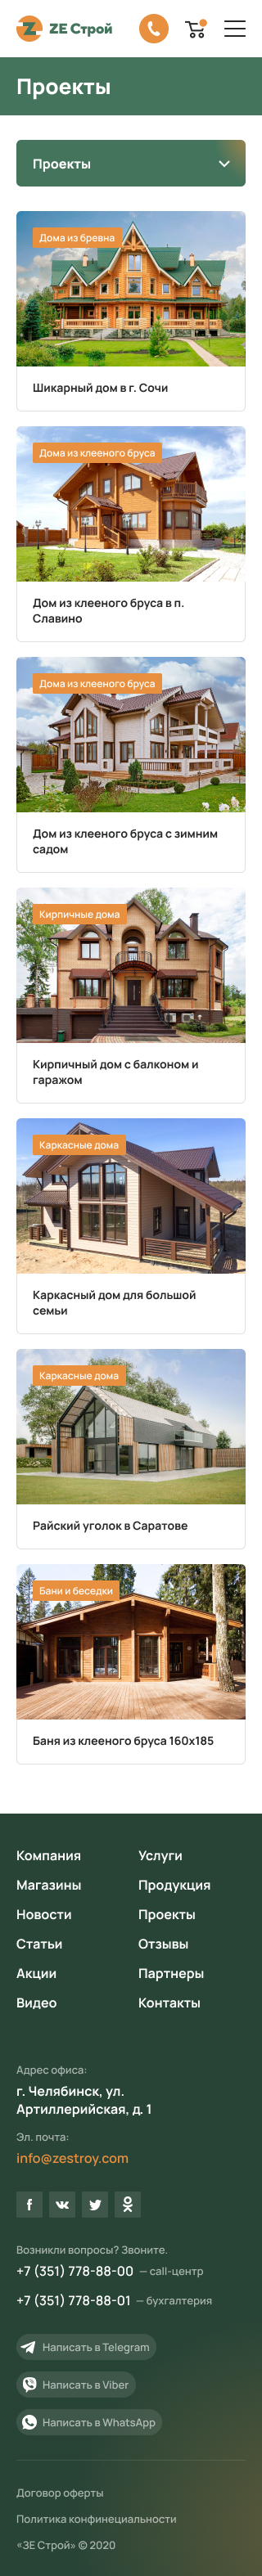 ZE Строй
Проекты
Проекты
Дома из бревна
Шикарный дом в г. Сочи
Дома из клееного бруса
Дом из клееного бруса в п.
Славино
Дома из клееного бруса
Дом из клееного бруса с зимним
садом
Кирпичные дома
Кирпичный дом с балконом и
гаражом
Каркасные дома
Каркасный дом для большой
семьи
Каркасные дома
Райский уголок в Саратове
Бани и беседки
Баня из клееного бруса 160х185
Компания
Услуги
Магазины
Продукция
Новости
Проекты
Статьи
Отзывы
Акции
Партнеры
Видео
Контакты
Адрес офиса:
г. Челябинск, ул.
Артиллерийская, д. 1
Эл. почта:
info@zestroy.com
Возникли вопросы? Звоните.
+7 (351) 778-88-00 — call-центр
+7 (351) 778-88-01 — бухгалтерия
Написать в Telegram
Написать в Viber
Написать в WhatsApp
Договор оферты
Политика конфинециальности
«ЗЕ Строй» © 2020